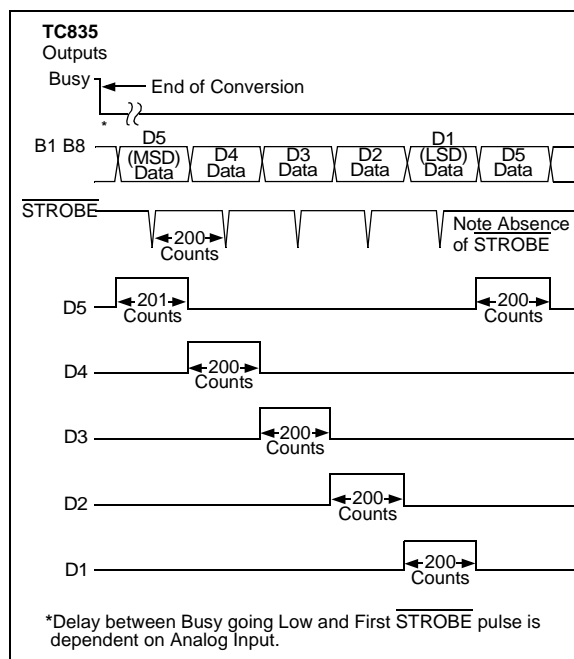 TC835
Outputs
Busy
End of Conversion
*
B1 B8
D5
(MSD)
Data
D4
Data
D3
Data
D2
Data
D1
(LSD)
Data
D5
Data
STROBE
200
Counts
Note Absence
of STROBE
D5
201
Counts
200
Counts
D4
200
Counts
D3
200
Counts
D2
200
Counts
D1
200
Counts
*Delay between Busy going Low and First STROBE pulse is
dependent on Analog Input.